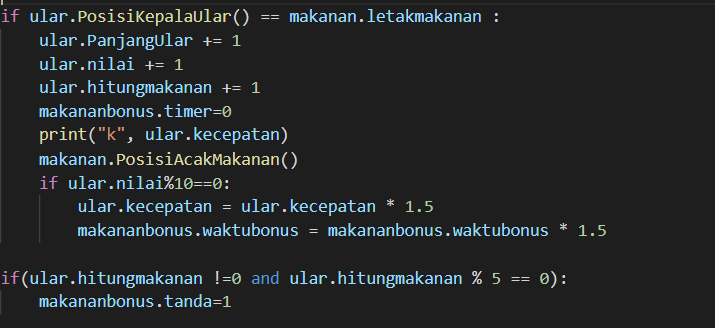 if ular.PosisiKepalaUlar() == makanan.letakmakanan :
ular.PanjangUlar += 1
ular.nilai += 1
ular.hitungmakanan += 1
makananbonus.timer=0
print("k", ular.kecepatan)
makanan.PosisiAcakMakanan()
if ular.nilai%10==0:
ular.kecepatan = ular.kecepatan * 1.5
makananbonus.waktubonus = makananbonus.waktubonus * 1.5
if(ular.hitungmakanan !=0 and ular.hitungmakanan % 5 == 0):
makananbonus.tanda=1